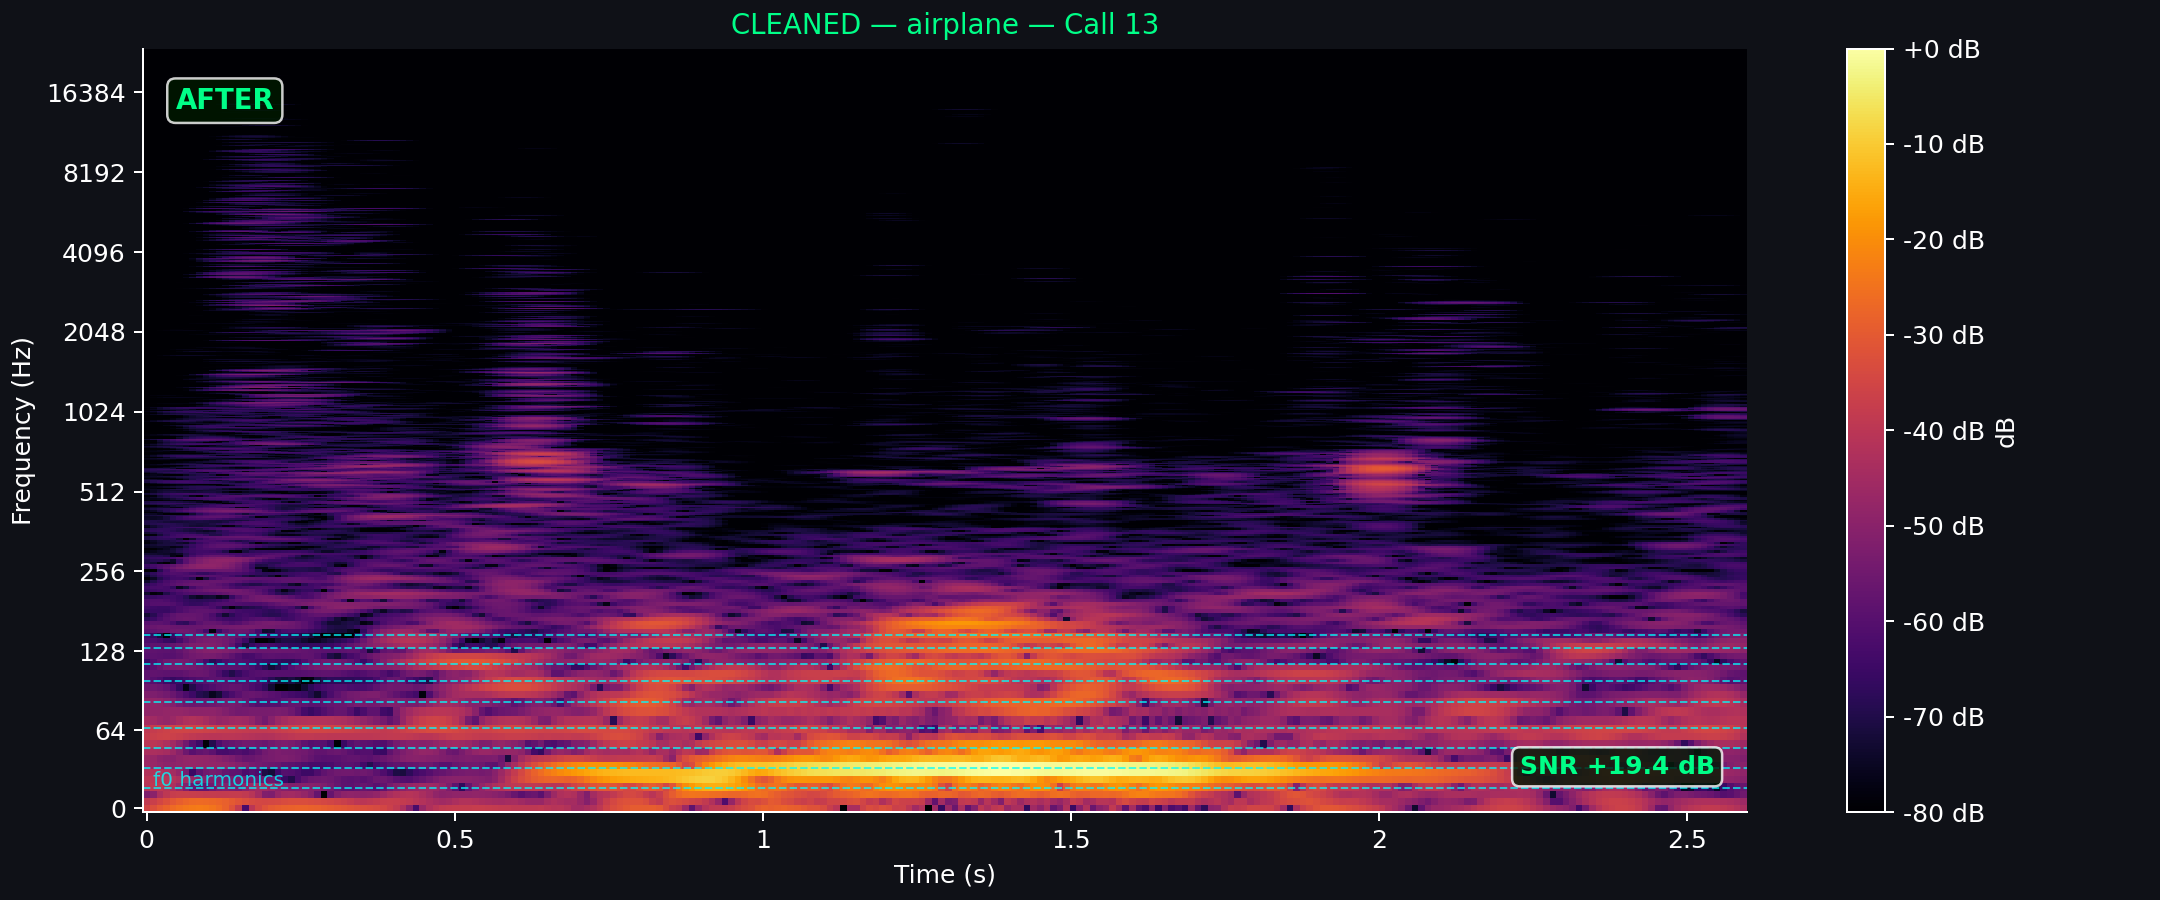 CLEANED — airplane — Call 13
AFTER
Frequency (Hz)
16384
8192
4096
2048
1024
512
256
128
64
0
f0 harmonics
SNR +19.4 dB
0
0.5
1
1.5
2
2.5
Time (s)
+0 dB
-10 dB
-20 dB
-30 dB
-40 dB
-50 dB
-60 dB
-70 dB
-80 dB
dB